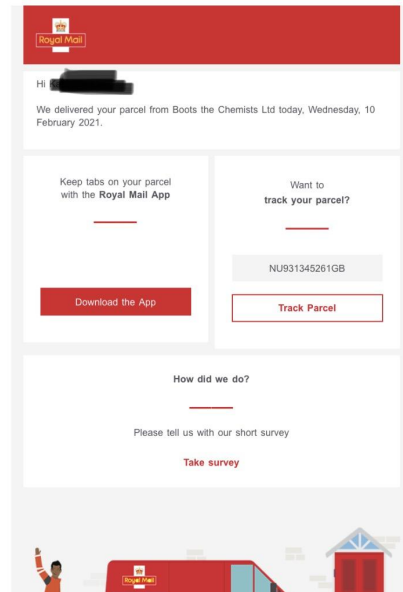 Royal Mail
Hi
We delivered your parcel from Boots the Chemists Ltd today, Wednesday, 10
February 2021.
Keep tabs on your parcel
with the Royal Mail App
Download the App
Want to
track your parcel?
NU931345261GB
Track Parcel
How did we do?
Please tell us with our short survey
Take survey
Royal Mail